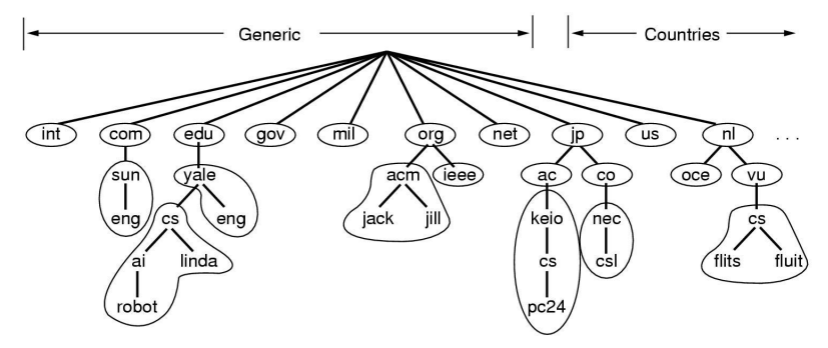 Generic Countries
int com edu gov mil org net jp us nl ...
sun yale acm ieee ac co oce vu
eng cs eng jack jill keio nec cs
ai linda cs csl flits fluit
robot pc24